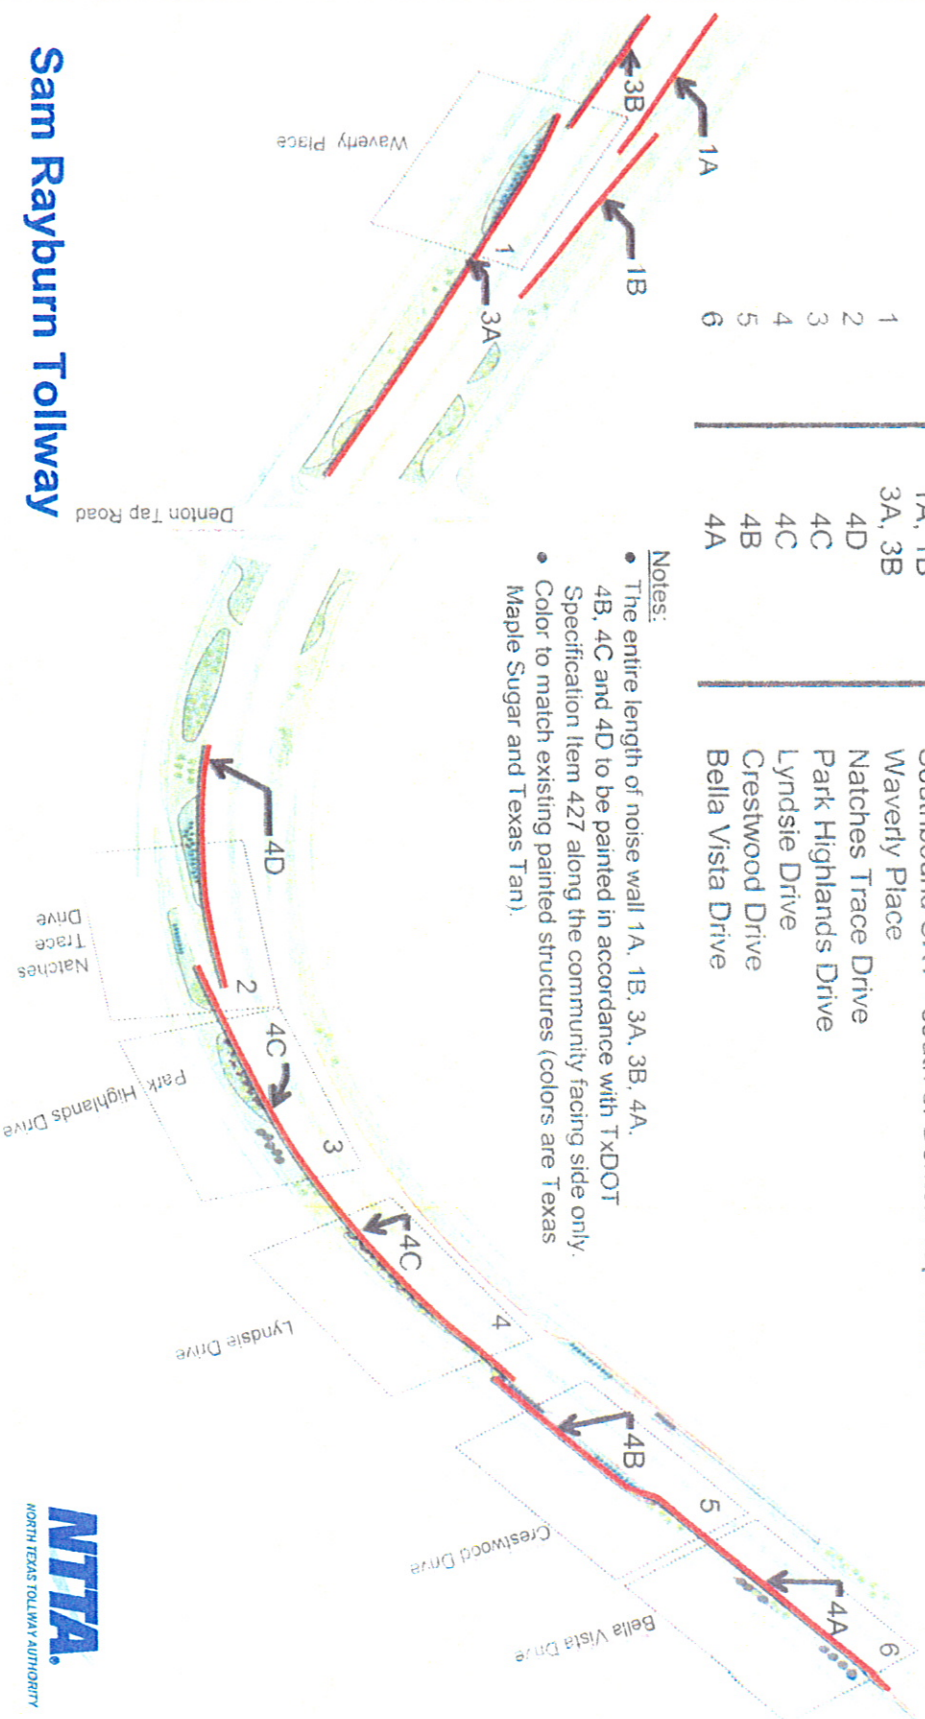 1A, 1B
1 3A, 3B Waverly Place
2 4D Natches Trace Drive
3 4C Park Highlands Drive
4 4C Lyndsie Drive
5 4B Crestwood Drive
6 4A Bella Vista Drive
Notes:
• The entire length of noise wall 1A, 1B, 3A, 3B, 4A,
4B, 4C and 4D to be painted in accordance with TxDOT
Specification Item 427 along the community facing side only.
• Color to match existing painted structures (colors are Texas
Maple Sugar and Texas Tan).
3B
1A
1B
1
3A
Waverly Place
Denton Tap Road
4D
2
Natches
Trace
Drive
4C
3
Park Highlands Drive
4C
4
Lyndsie Drive
4B
5
Crestwood Drive
4A
6
Bella Vista Drive
Sam Rayburn Tollway
NTTA.
NORTH TEXAS TOLLWAY AUTHORITY